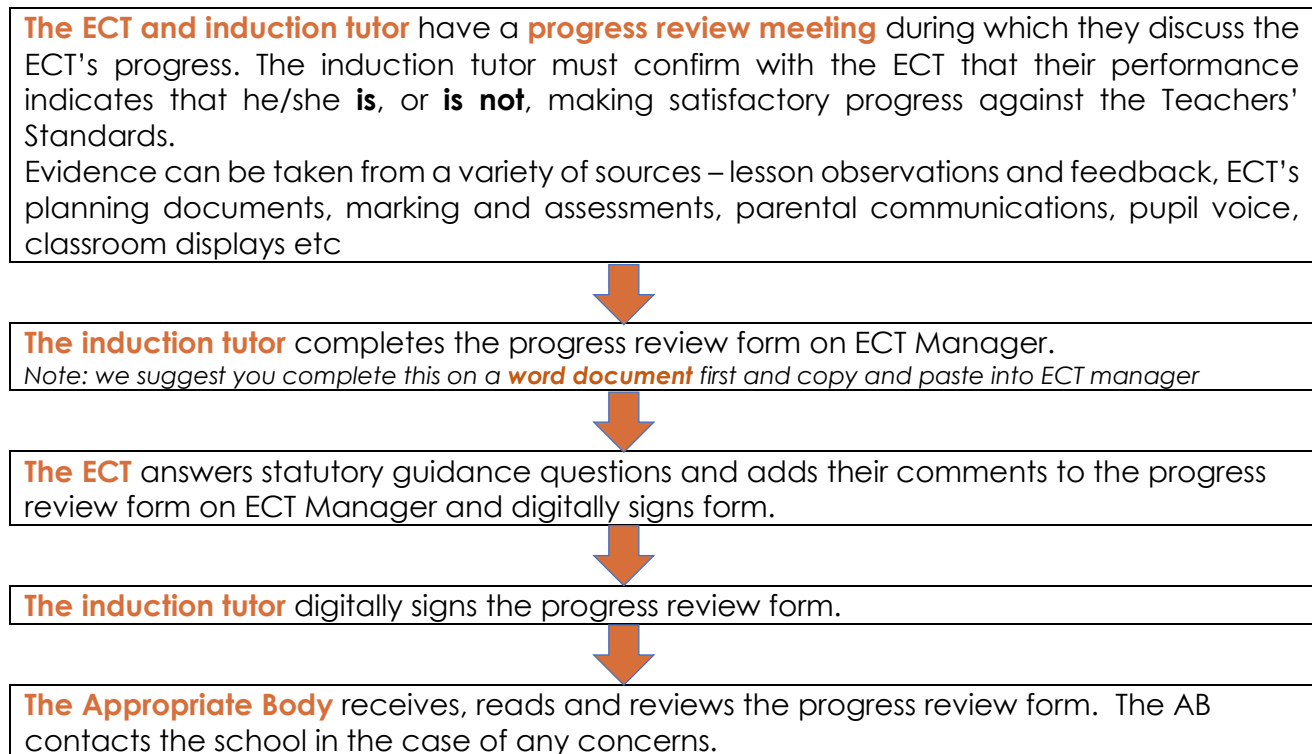 The ECT and induction tutor have a progress review meeting during which they discuss the
ECT’s progress. The induction tutor must confirm with the ECT that their performance
indicates that he/she is, or is not, making satisfactory progress against the Teachers’
Standards.
Evidence can be taken from a variety of sources – lesson observations and feedback, ECT’s
planning documents, marking and assessments, parental communications, pupil voice,
classroom displays etc
The induction tutor completes the progress review form on ECT Manager.
Note: we suggest you complete this on a word document first and copy and paste into ECT manager
The ECT answers statutory guidance questions and adds their comments to the progress
review form on ECT Manager and digitally signs form.
The induction tutor digitally signs the progress review form.
The Appropriate Body receives, reads and reviews the progress review form. The AB
contacts the school in the case of any concerns.